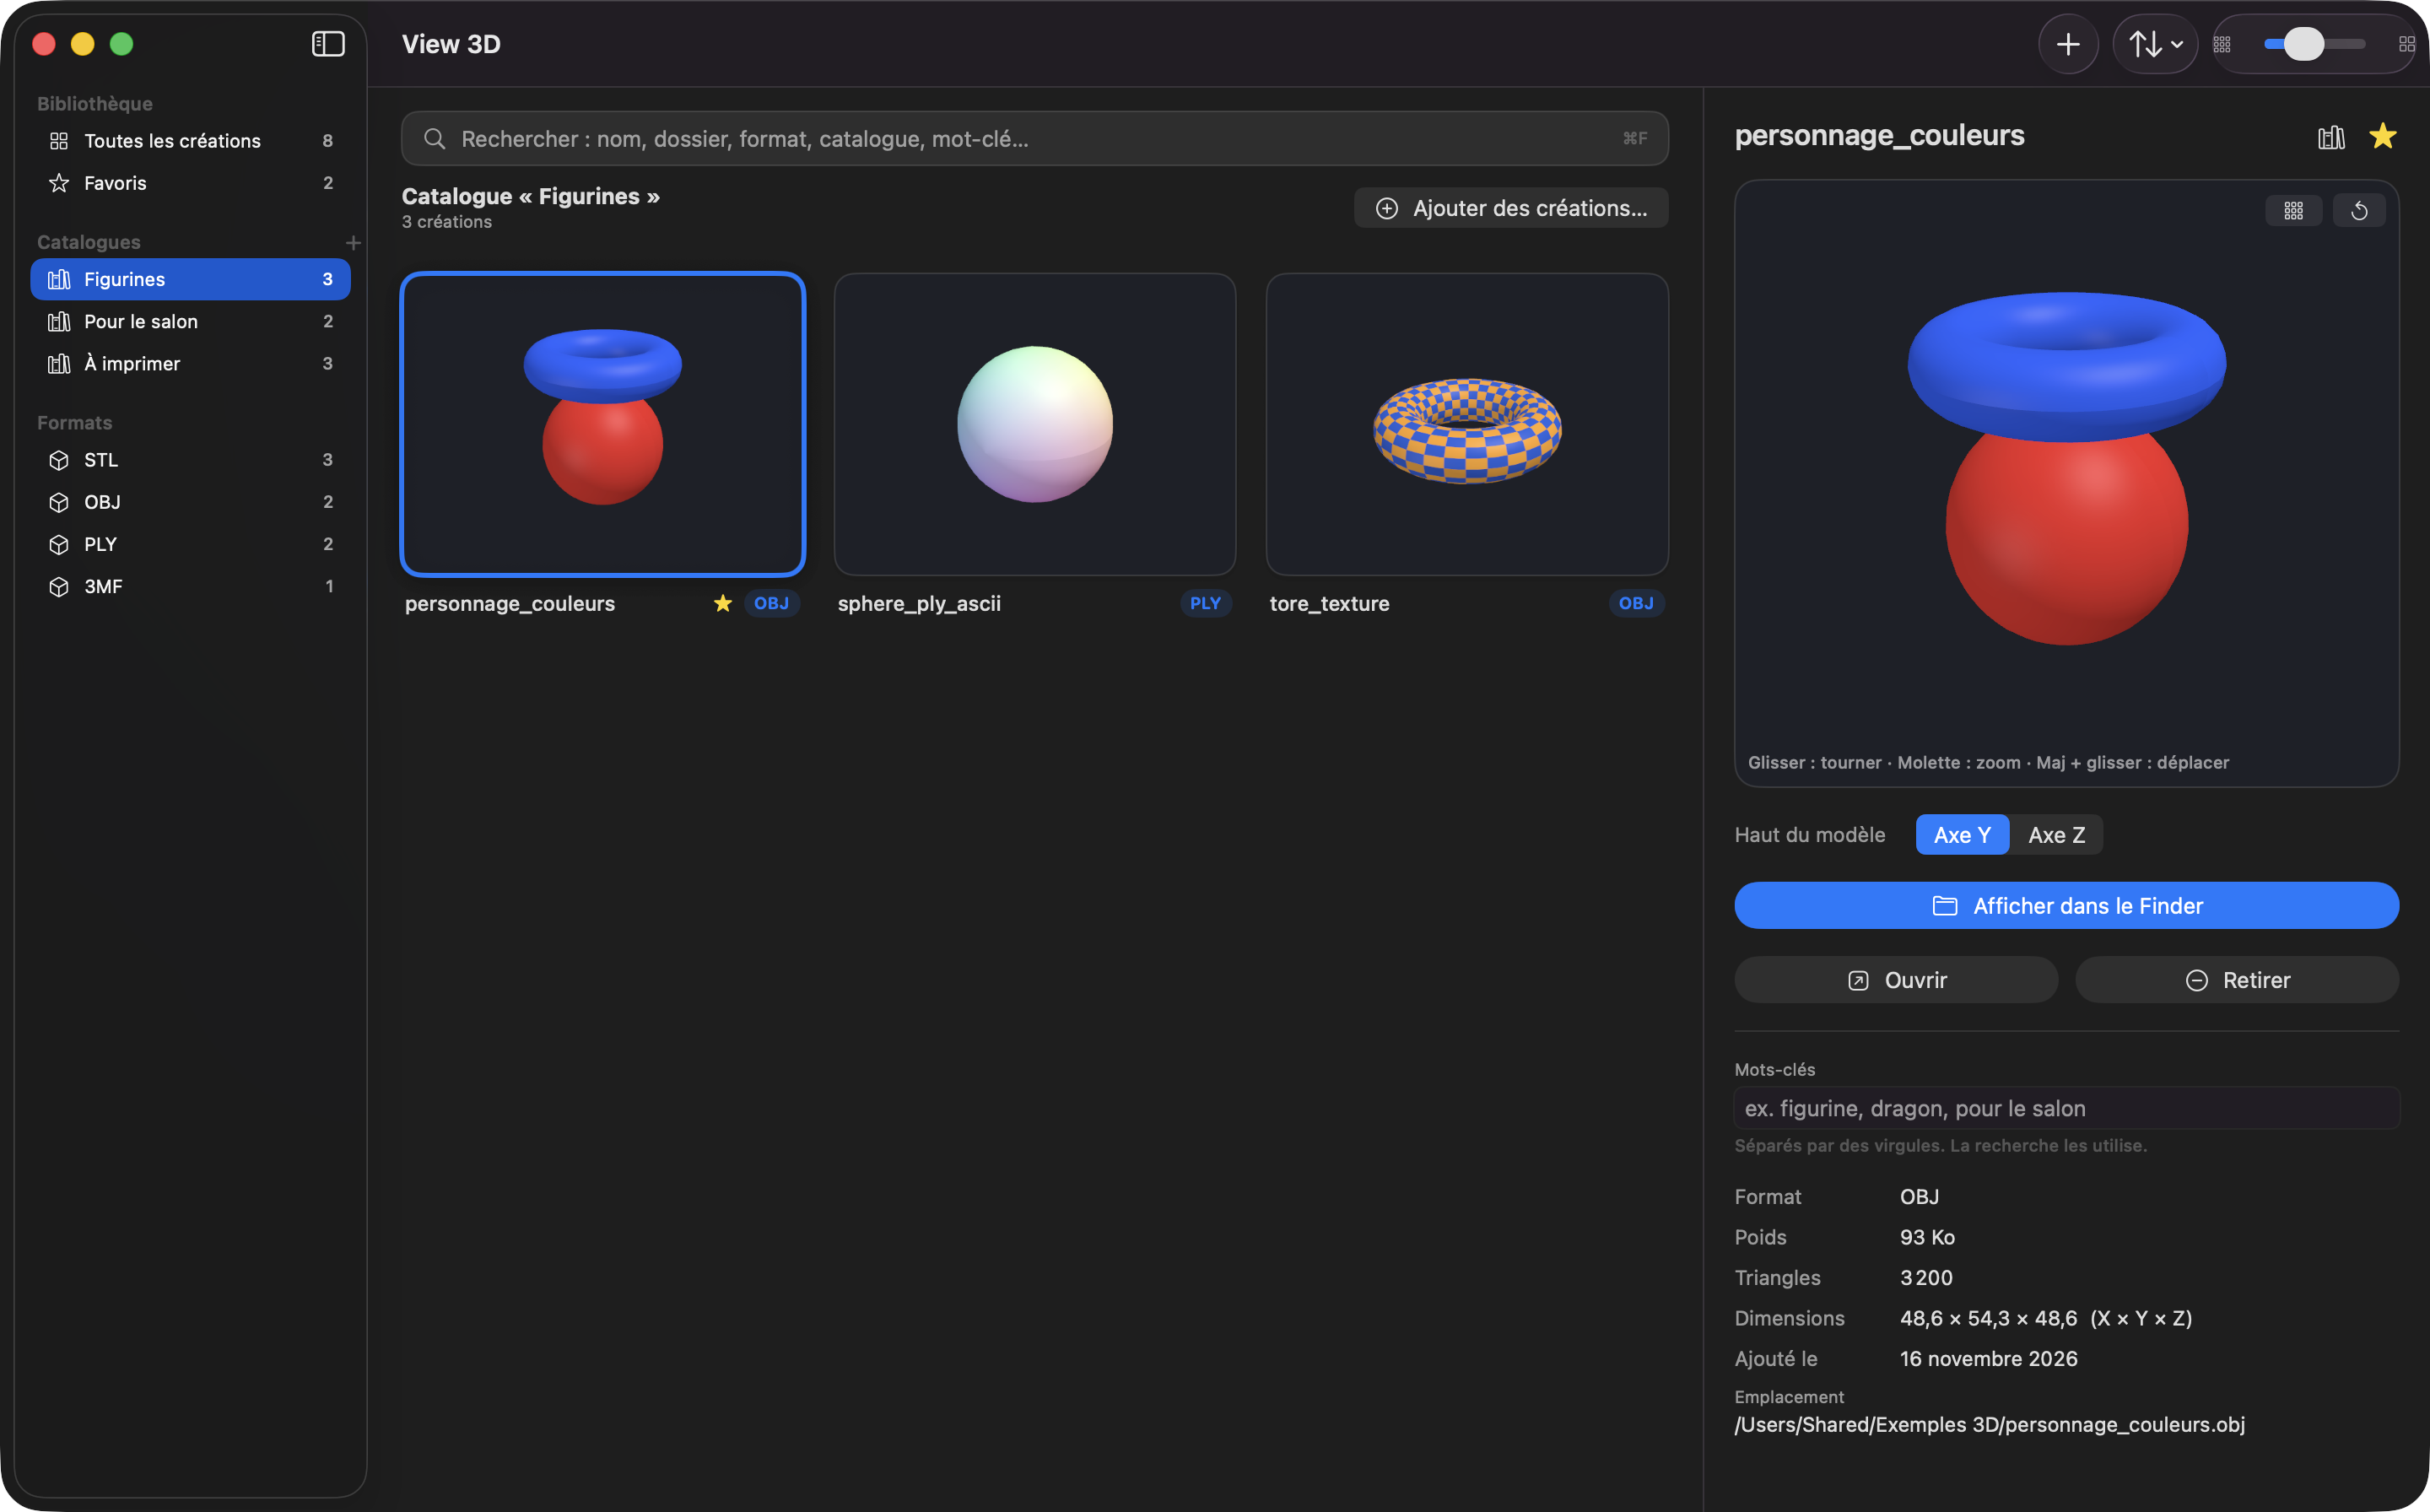 View 3D
Bibliothèque
Toutes les créations 8
Favoris 2
Catalogues
Figurines 3
Pour le salon 2
À imprimer 3
Formats
STL 3
OBJ 2
PLY 2
3MF 1
Rechercher : nom, dossier, format, catalogue, mot-clé... ⌘F
Catalogue « Figurines »
3 créations
Ajouter des créations...
personnage_couleurs OBJ
sphere_ply_ascii PLY
tore_texture OBJ
personnage_couleurs
Glisser : tourner · Molette : zoom · Maj + glisser : déplacer
Haut du modèle Axe Y Axe Z
Afficher dans le Finder
Ouvrir Retirer
Mots-clés
ex. figurine, dragon, pour le salon
Séparés par des virgules. La recherche les utilise.
Format OBJ
Poids 93 Ko
Triangles 3 200
Dimensions 48,6 × 54,3 × 48,6 (X × Y × Z)
Ajouté le 16 novembre 2026
Emplacement
/Users/Shared/Exemples 3D/personnage_couleurs.obj